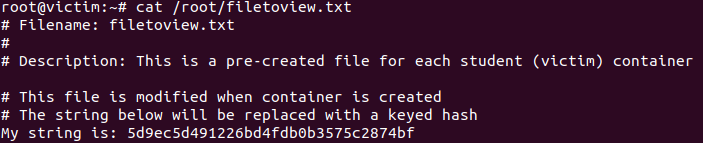 root@victim:~# cat /root/filetoview.txt
# Filename: filetoview.txt
#
# Description: This is a pre-created file for each student (victim) container
# This file is modified when container is created
# The string below will be replaced with a keyed hash
My string is: 5d9ec5d491226bd4fdb0b3575c2874bf